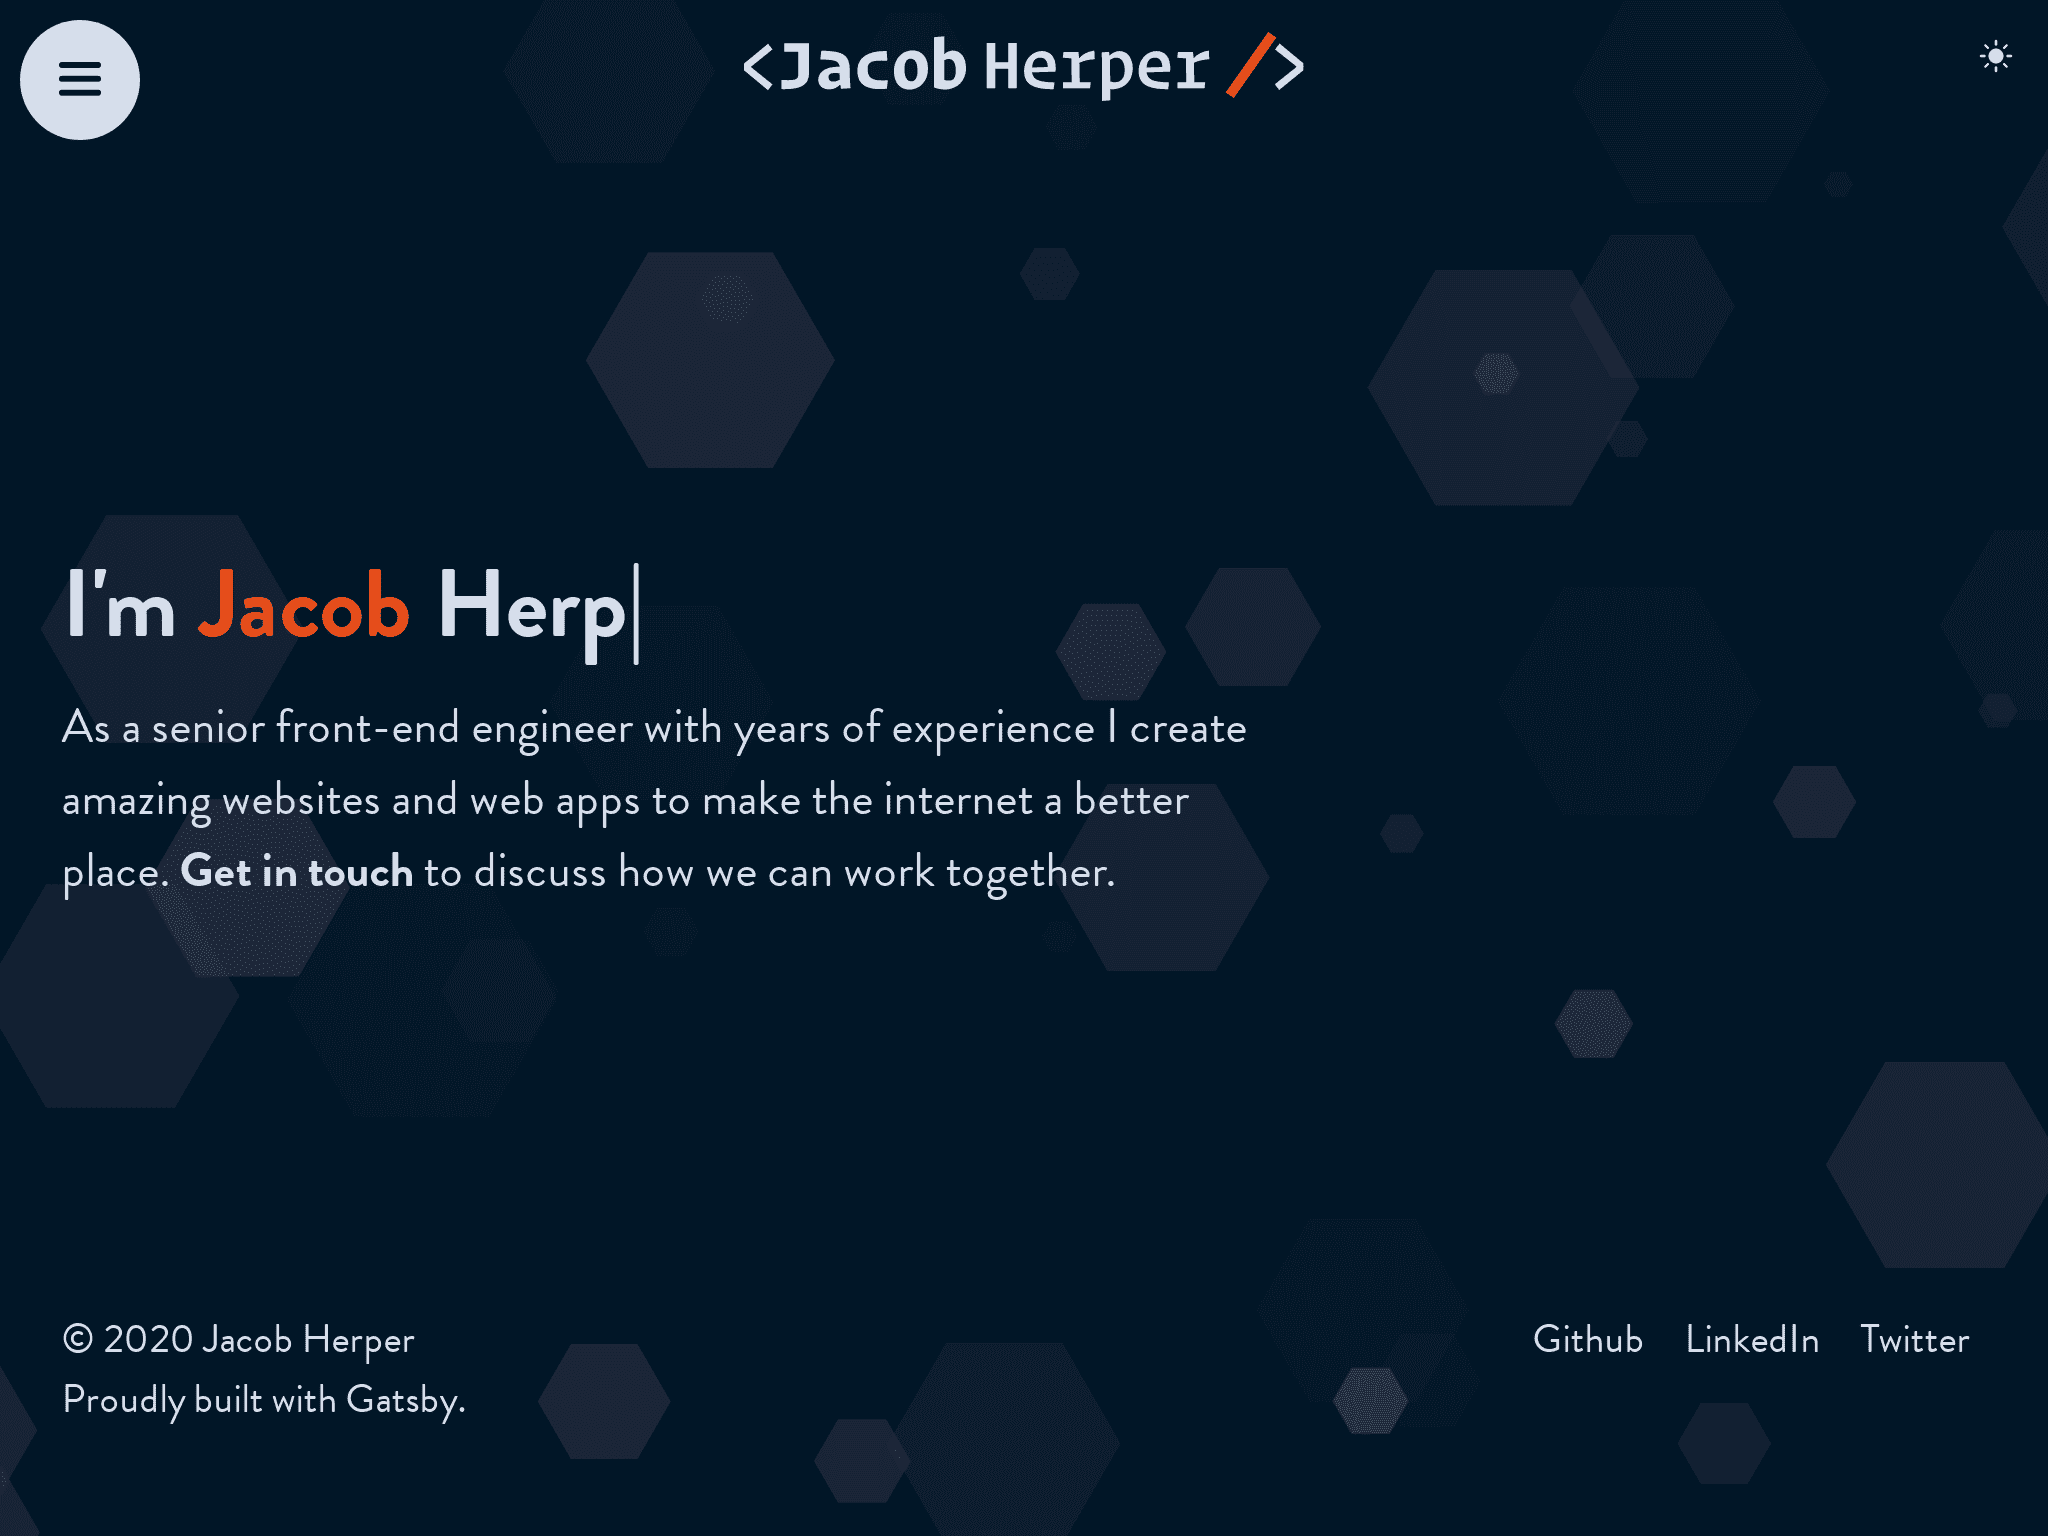 <Jacob Herper />
I'm Jacob Herp|
As a senior front-end engineer with years of experience I create
amazing websites and web apps to make the internet a better
place. Get in touch to discuss how we can work together.
© 2020 Jacob Herper
Proudly built with Gatsby.
Github LinkedIn Twitter